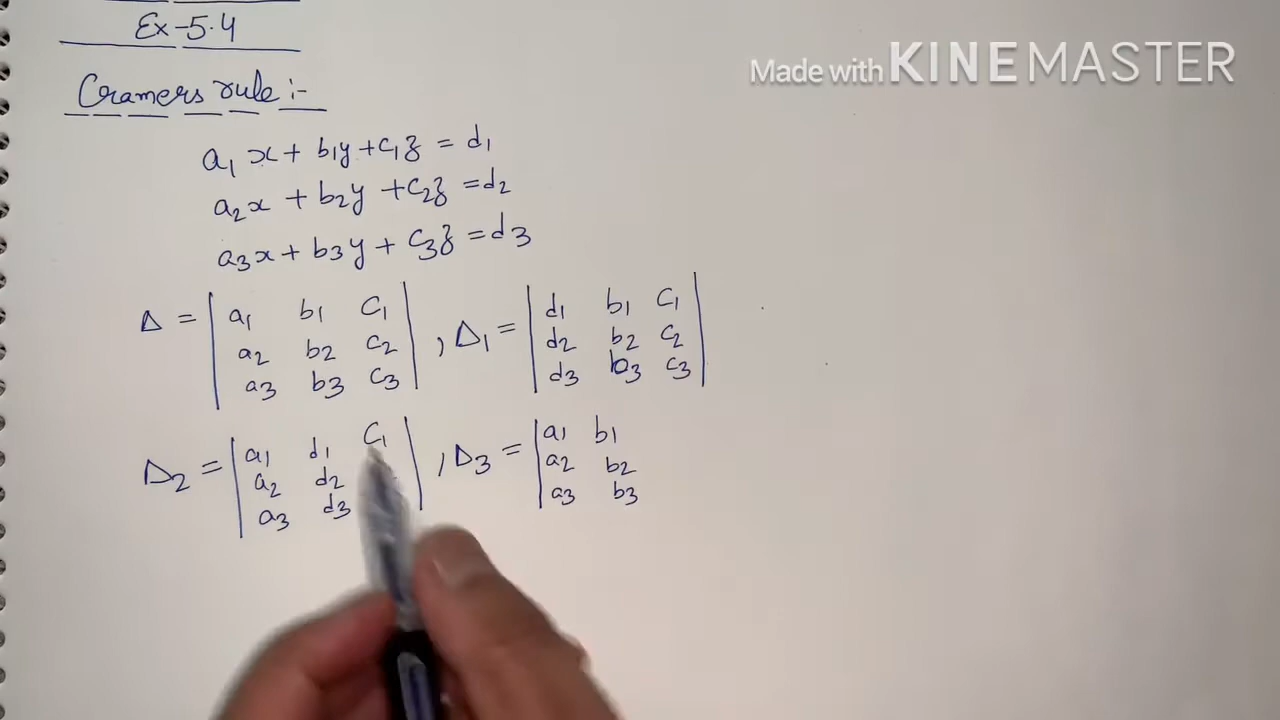 Ex-5.4
Made with KINEMASTER
Cramers rule :-
a₁x + b₁y + c₁z = d₁
a₂x + b₂y + c₂z = d₂
a₃x + b₃y + c₃z = d₃
Δ = | a₁ b₁ c₁ | , Δ₁ = | d₁ b₁ c₁ |
| a₂ b₂ c₂ | | d₂ b₂ c₂ |
| a₃ b₃ c₃ | | d₃ b₃ c₃ |
Δ₂ = | a₁ d₁ c₁ | , Δ₃ = | a₁ b₁
| a₂ d₂ | | a₂ b₂
| a₃ d₃ | | a₃ b₃